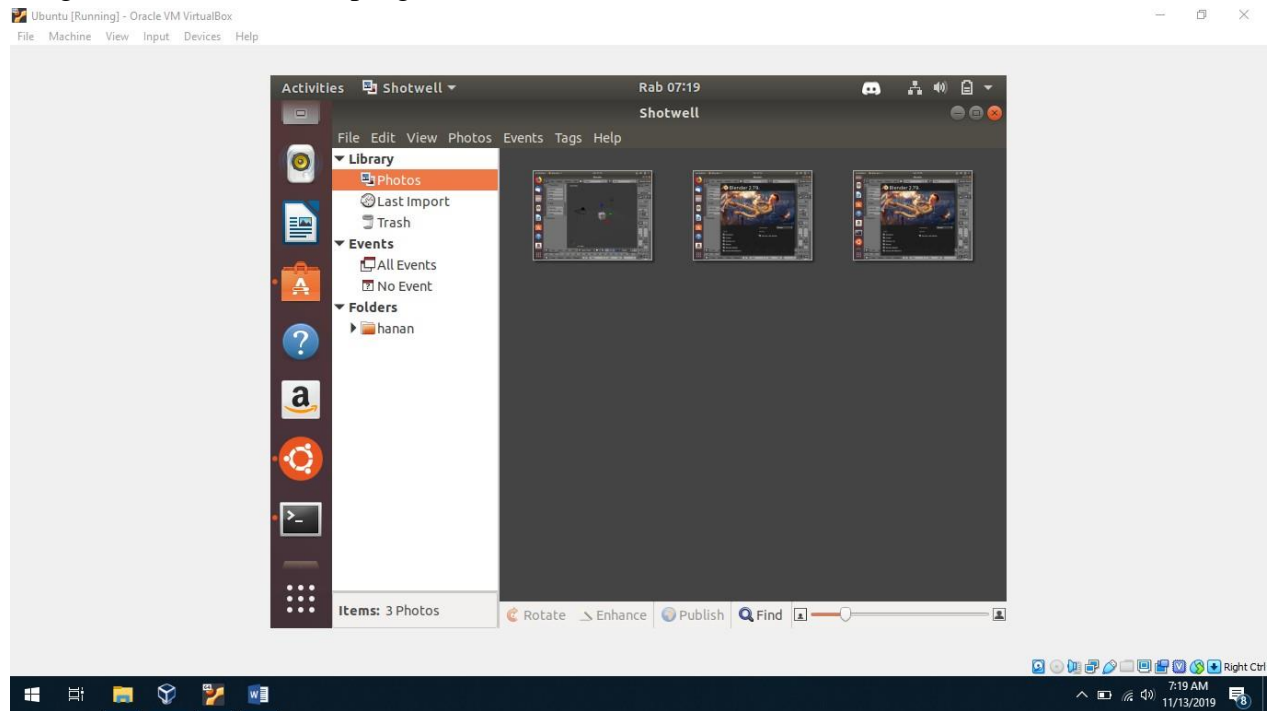 Ubuntu [Running] - Oracle VM VirtualBox
File Machine View Input Devices Help
Activities Shotwell Rab 07:19
Shotwell
File Edit View Photos Events Tags Help
Library
Photos
Last Import
Trash
Events
All Events
No Event
Folders
hanan
Items: 3 Photos
Rotate Enhance Publish Find
Right Ctrl
7:19 AM
11/13/2019
8